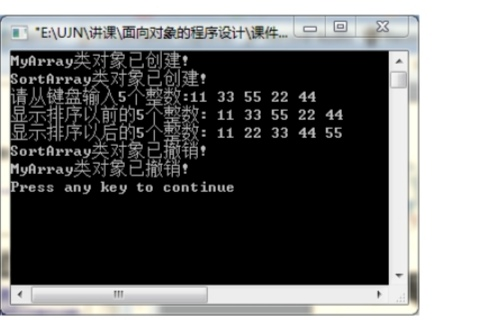 "E:\UJN\讲课\面向对象的程序设计\课件...
MyArray类对象已创建!
SortArray类对象已创建!
请从键盘输入5个整数:11 33 55 22 44
显示排序以前的5个整数: 11 33 55 22 44
显示排序以后的5个整数: 11 22 33 44 55
SortArray类对象已撤销!
MyArray类对象已撤销!
Press any key to continue